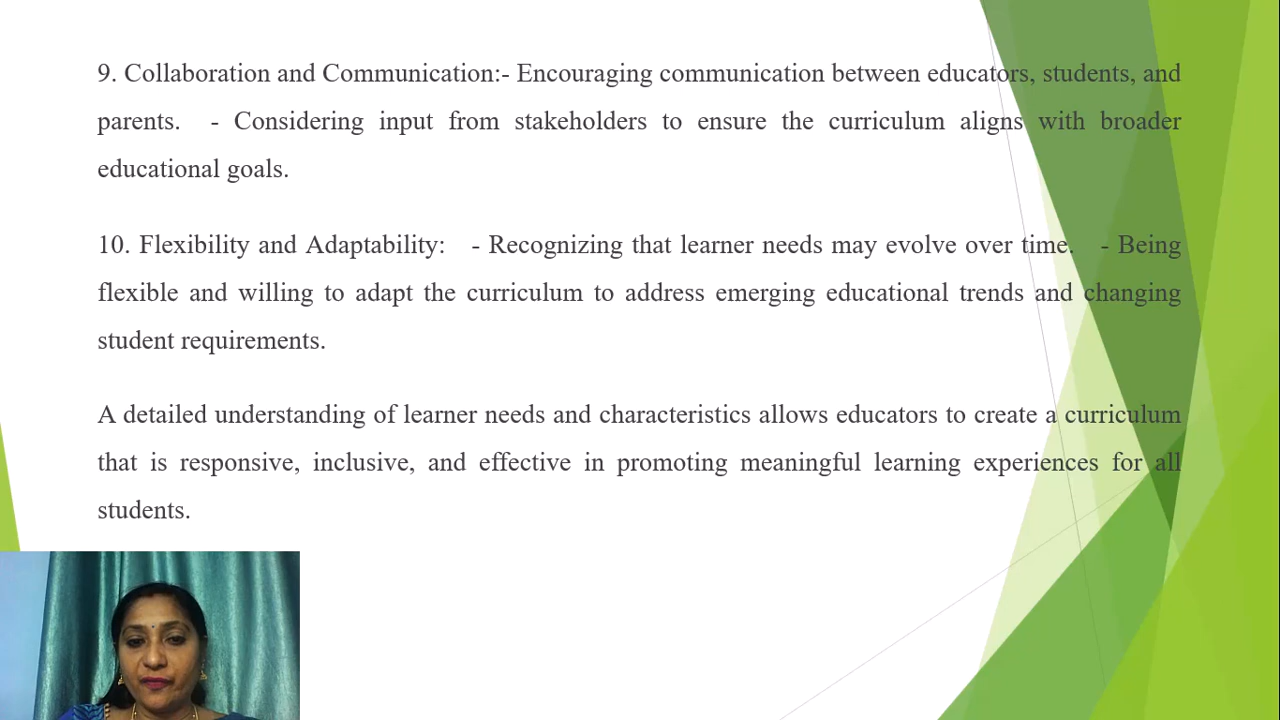 9. Collaboration and Communication:- Encouraging communication between educators, students, and
parents. - Considering input from stakeholders to ensure the curriculum aligns with broader
educational goals.
10. Flexibility and Adaptability: - Recognizing that learner needs may evolve over time. - Being
flexible and willing to adapt the curriculum to address emerging educational trends and changing
student requirements.
A detailed understanding of learner needs and characteristics allows educators to create a curriculum
that is responsive, inclusive, and effective in promoting meaningful learning experiences for all
students.